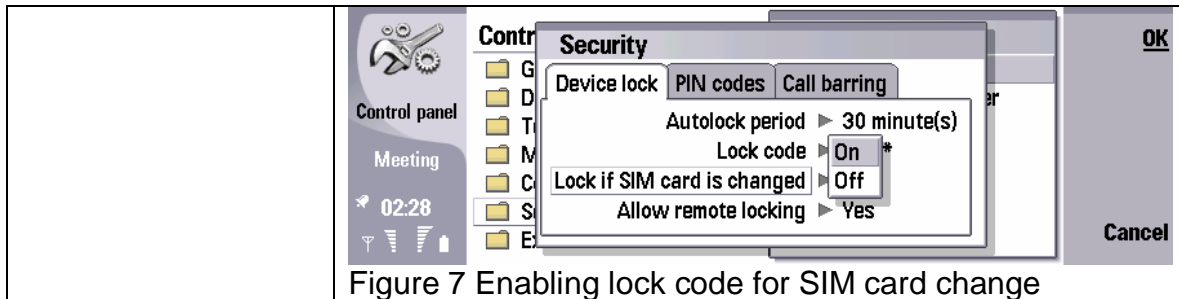 Control panel
Meeting
02:28
Contr
G
D
T
M
C
S
E
Security
Device lock PIN codes Call barring
Autolock period 30 minute(s)
Lock code *
Lock if SIM card is changed
On
Off
Allow remote locking Yes
er
OK
Cancel
Figure 7 Enabling lock code for SIM card change